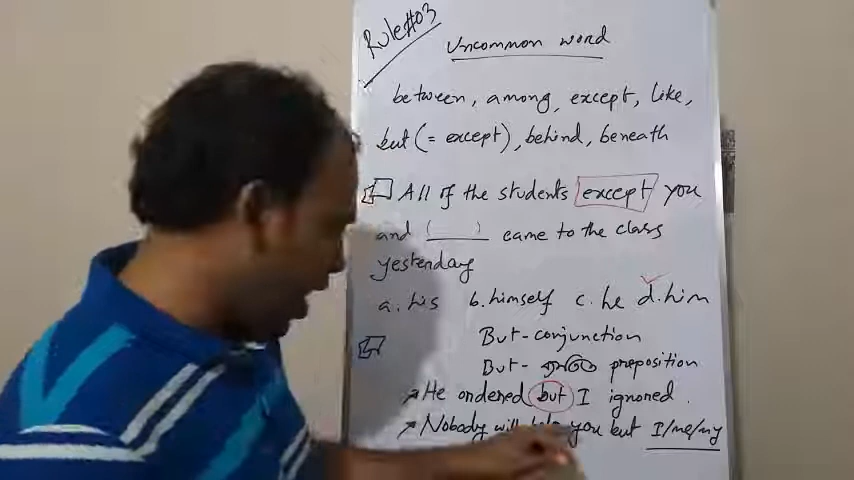 Rule#03
Uncommon word
between, among, except, like,
but (= except), behind, beneath
All of the students except you
and (      ) came to the class
yesterday
a. his b. himself c. he d. him
But - conjunction
But - preposition
He ordered but I ignored.
Nobody will help you but I/me/my